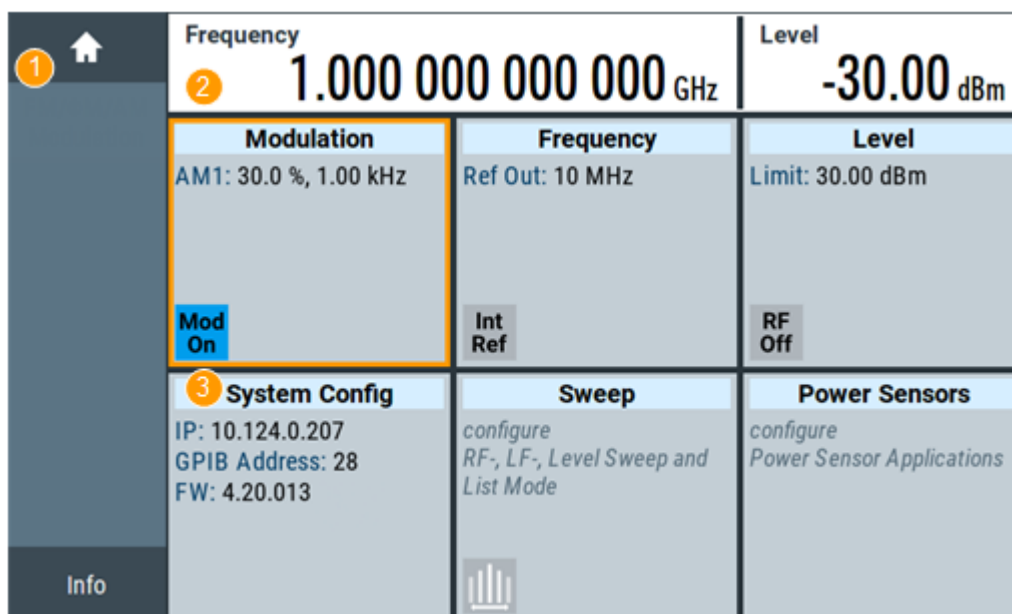 1
Frequency
2
1.000 000 000 000 GHz
Level
-30.00 dBm
Modulation
AM1: 30.0 %, 1.00 kHz
Mod
On
Frequency
Ref Out: 10 MHz
Int
Ref
Level
Limit: 30.00 dBm
RF
Off
3
System Config
IP: 10.124.0.207
GPIB Address: 28
FW: 4.20.013
Sweep
configure
RF-, LF-, Level Sweep and
List Mode
Power Sensors
configure
Power Sensor Applications
Info